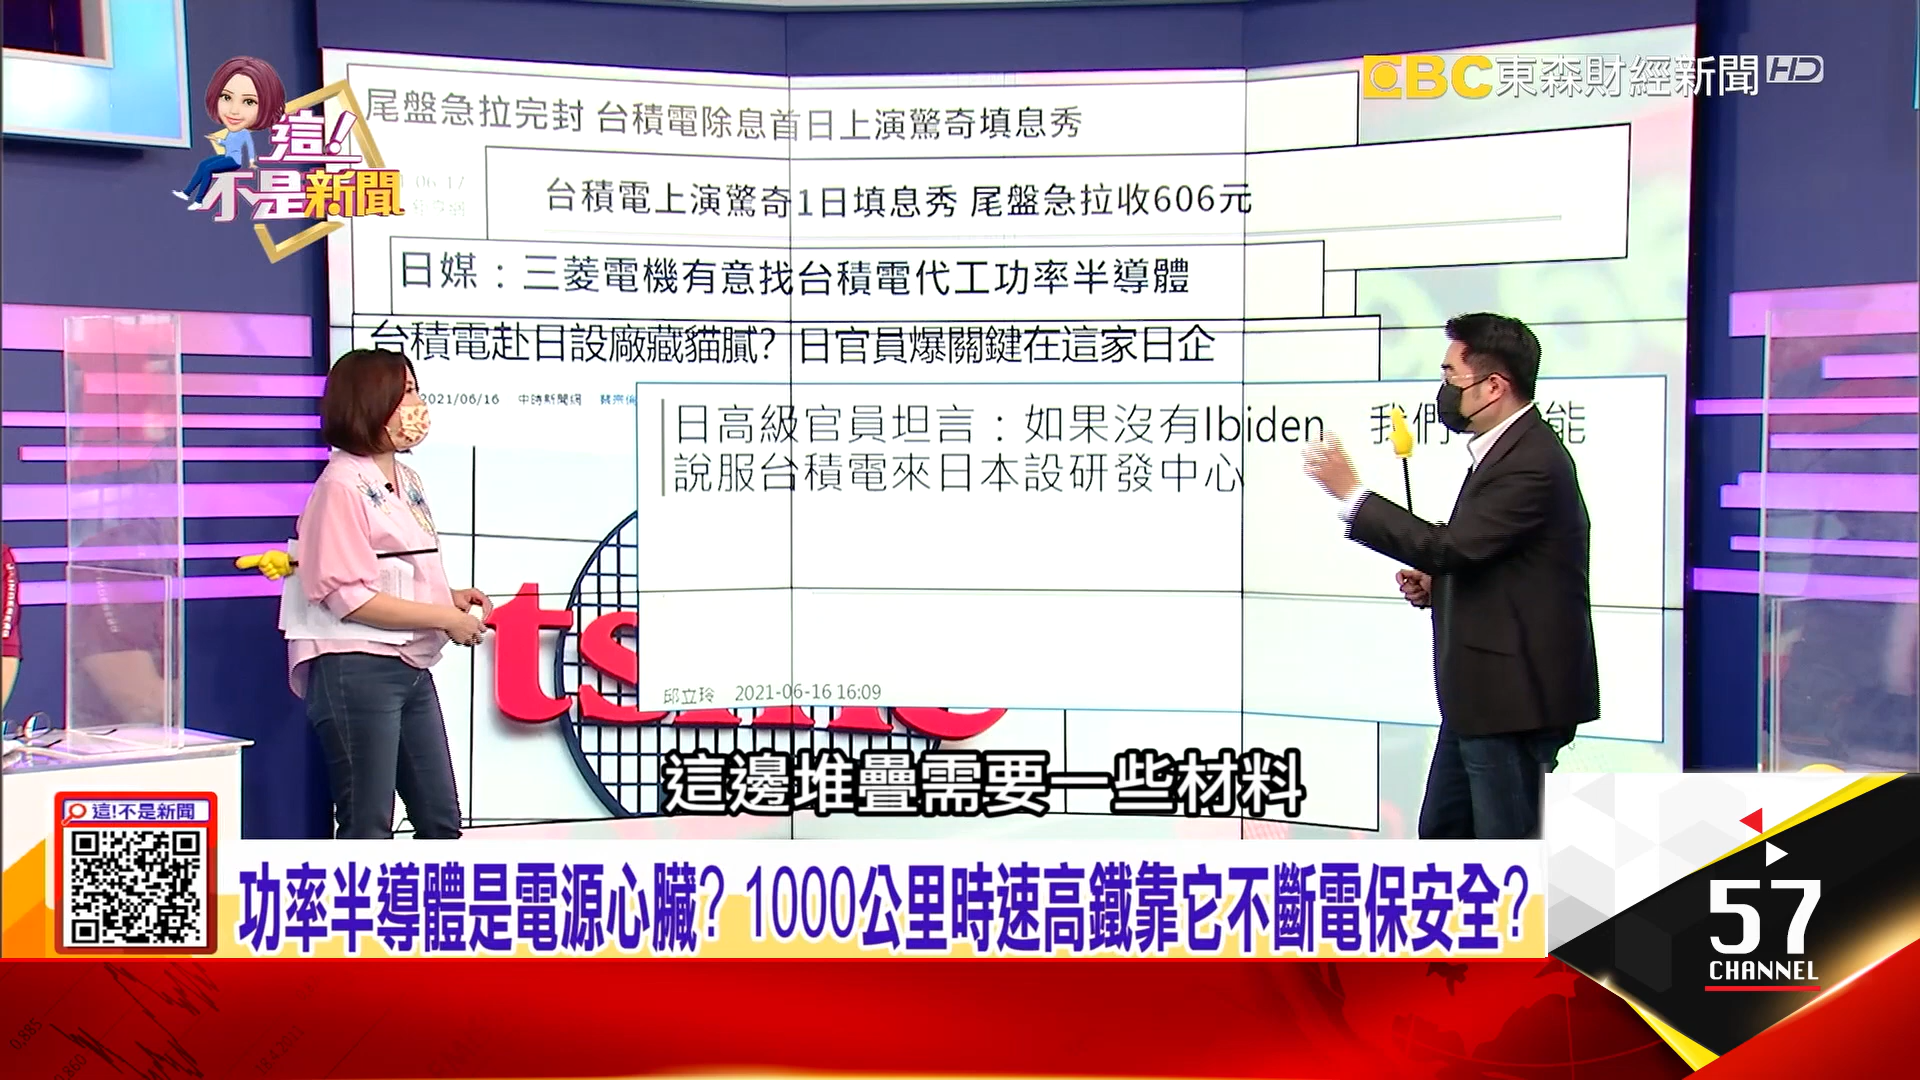 EBC東森財經新聞HD
這!
不是新聞
尾盤急拉完封 台積電除息首日上演驚奇填息秀
台積電上演驚奇1日填息秀 尾盤急拉收606元
日媒：三菱電機有意找台積電代工功率半導體
台積電赴日設廠藏貓膩? 日官員爆關鍵在這家日企
2021/06/16 中時新聞網
日高級官員坦言：如果沒有Ibiden 我們 能
說服台積電來日本設研發中心
邱立玲 2021-06-16 16:09
這邊堆疊需要一些材料
這!不是新聞
功率半導體是電源心臟? 1000公里時速高鐵靠它不斷電保安全?
57
CHANNEL